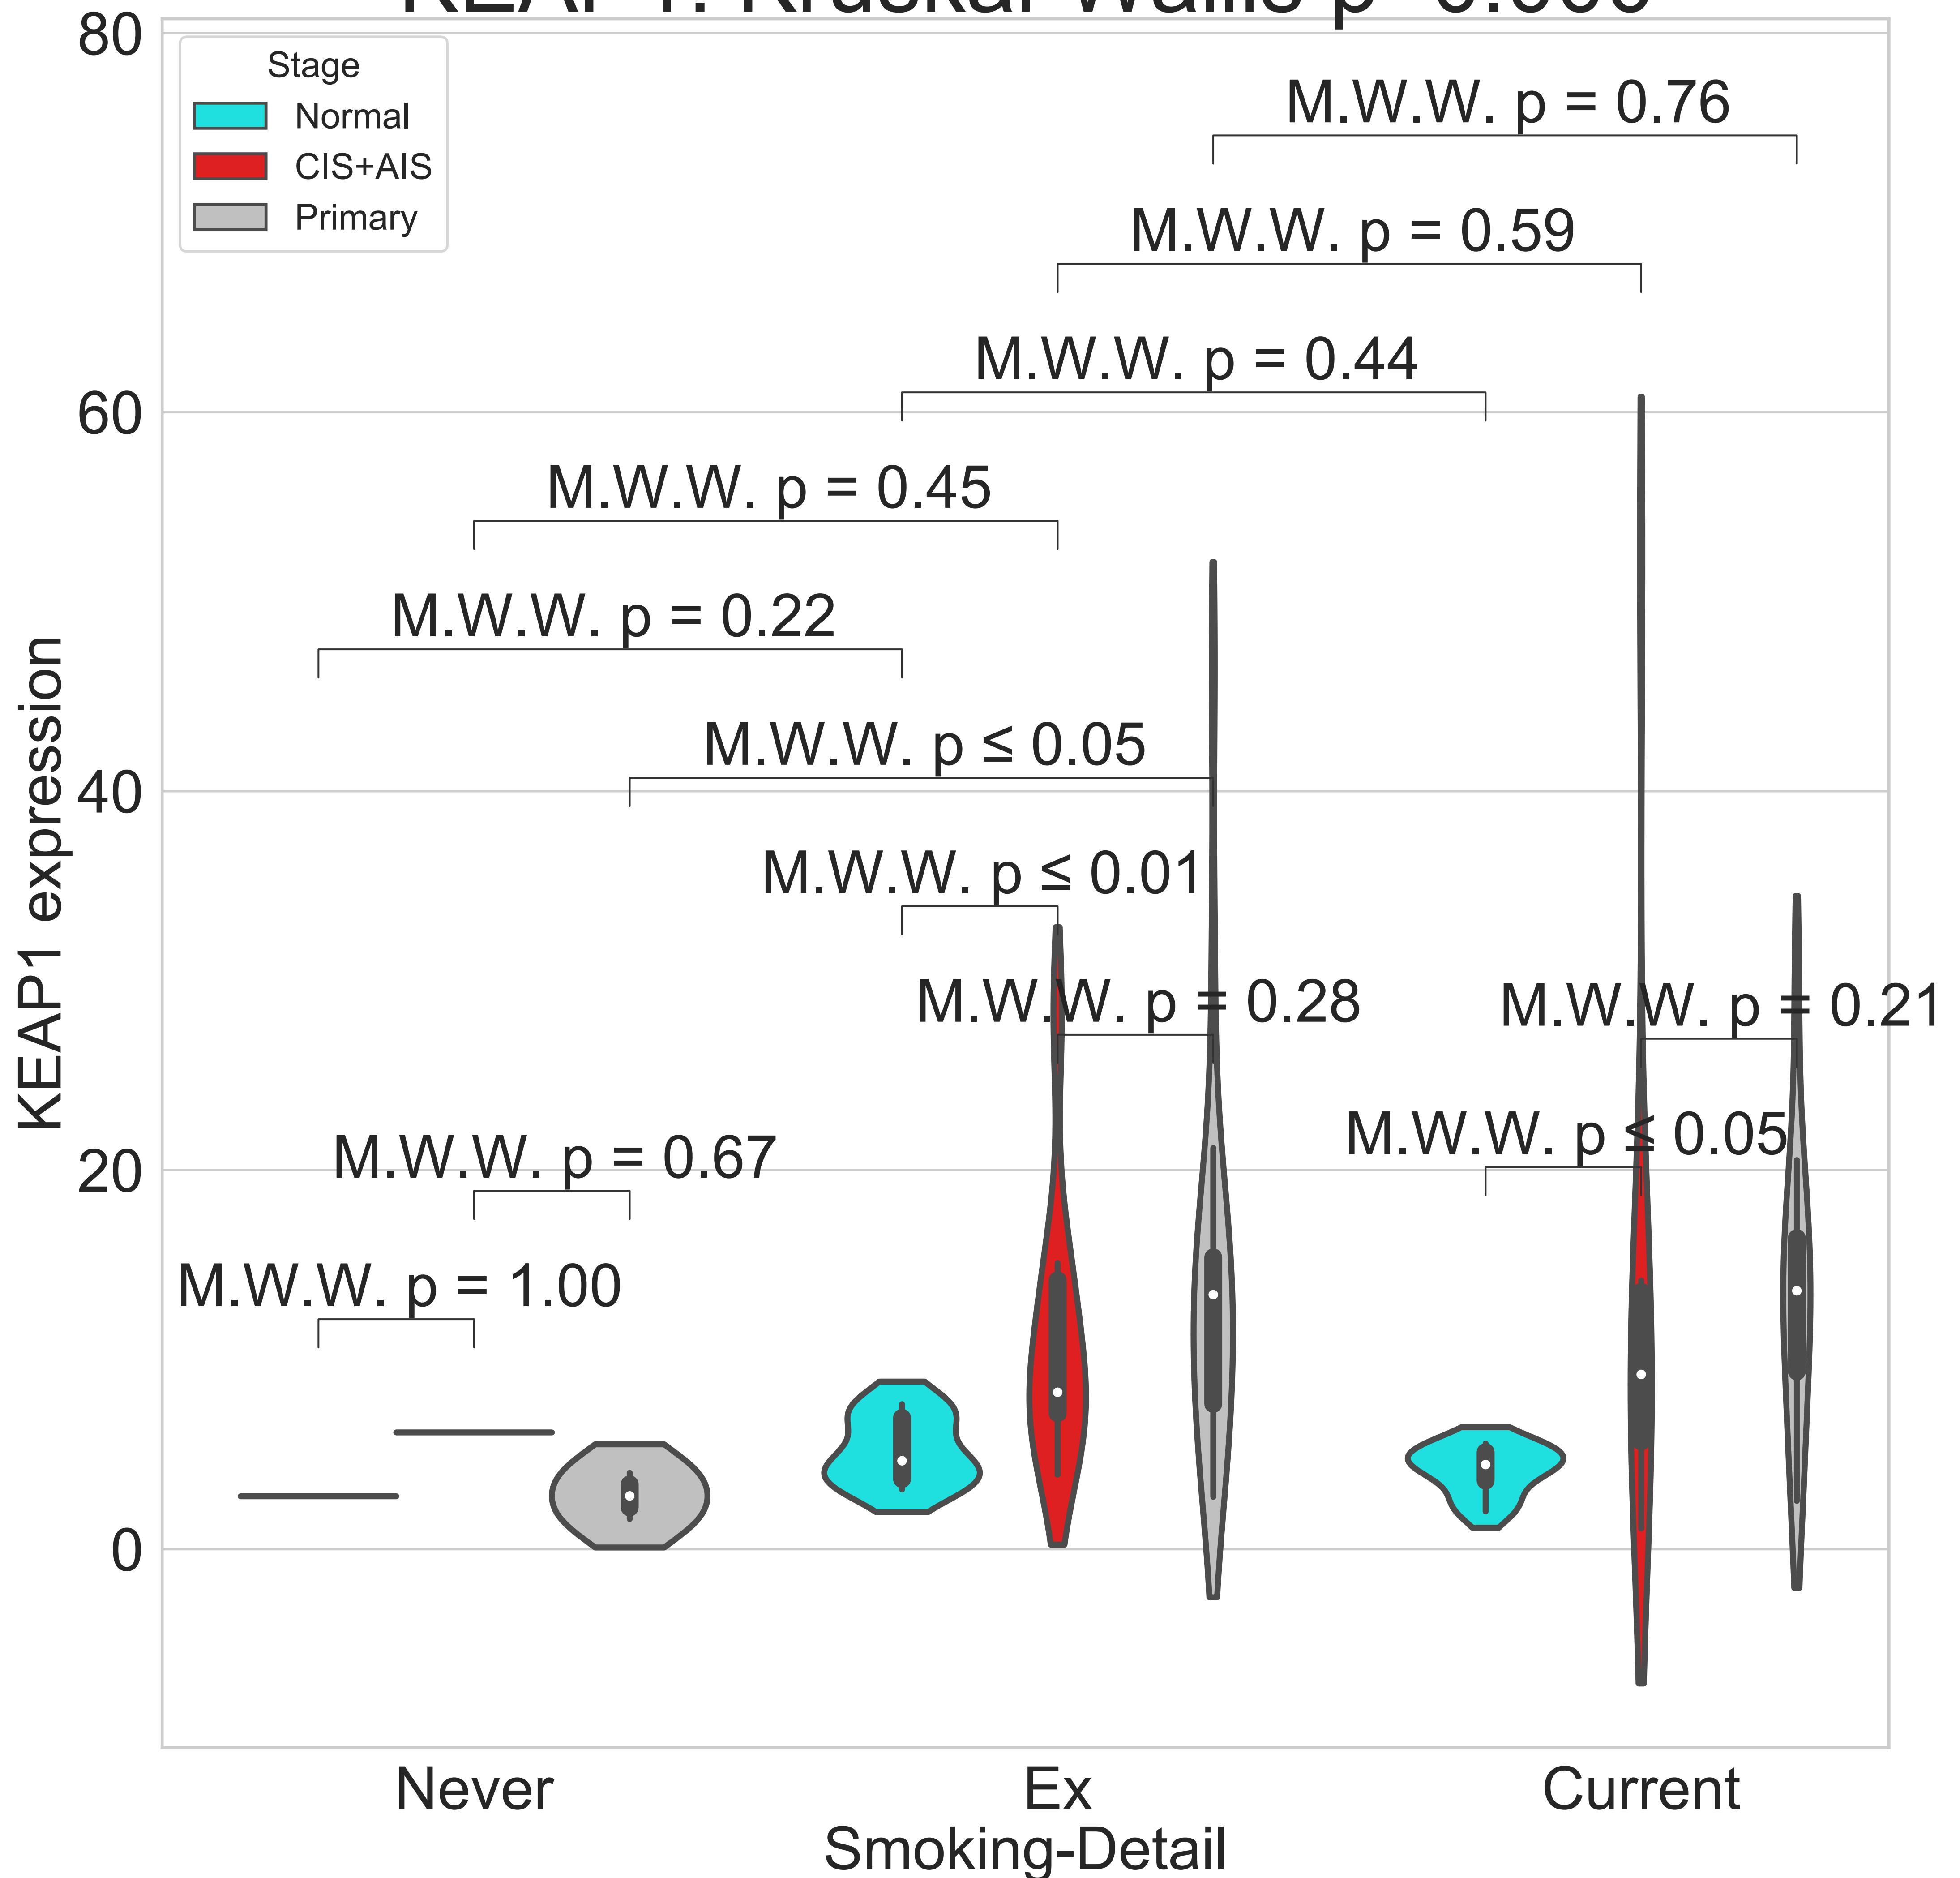 80
Stage
Normal
CIS+AIS
Primary
M.W.W. p = 0.76
M.W.W. p = 0.59
M.W.W. p = 0.44
60
M.W.W. p = 0.45
M.W.W. p = 0.22
M.W.W. p ≤ 0.05
40
M.W.W. p ≤ 0.01
M.W.W. p = 0.28
M.W.W. p = 0.21
M.W.W. p ≤ 0.05
M.W.W. p = 0.67
20
M.W.W. p = 1.00
0
KEAP1 expression
Never
Ex
Current
Smoking-Detail